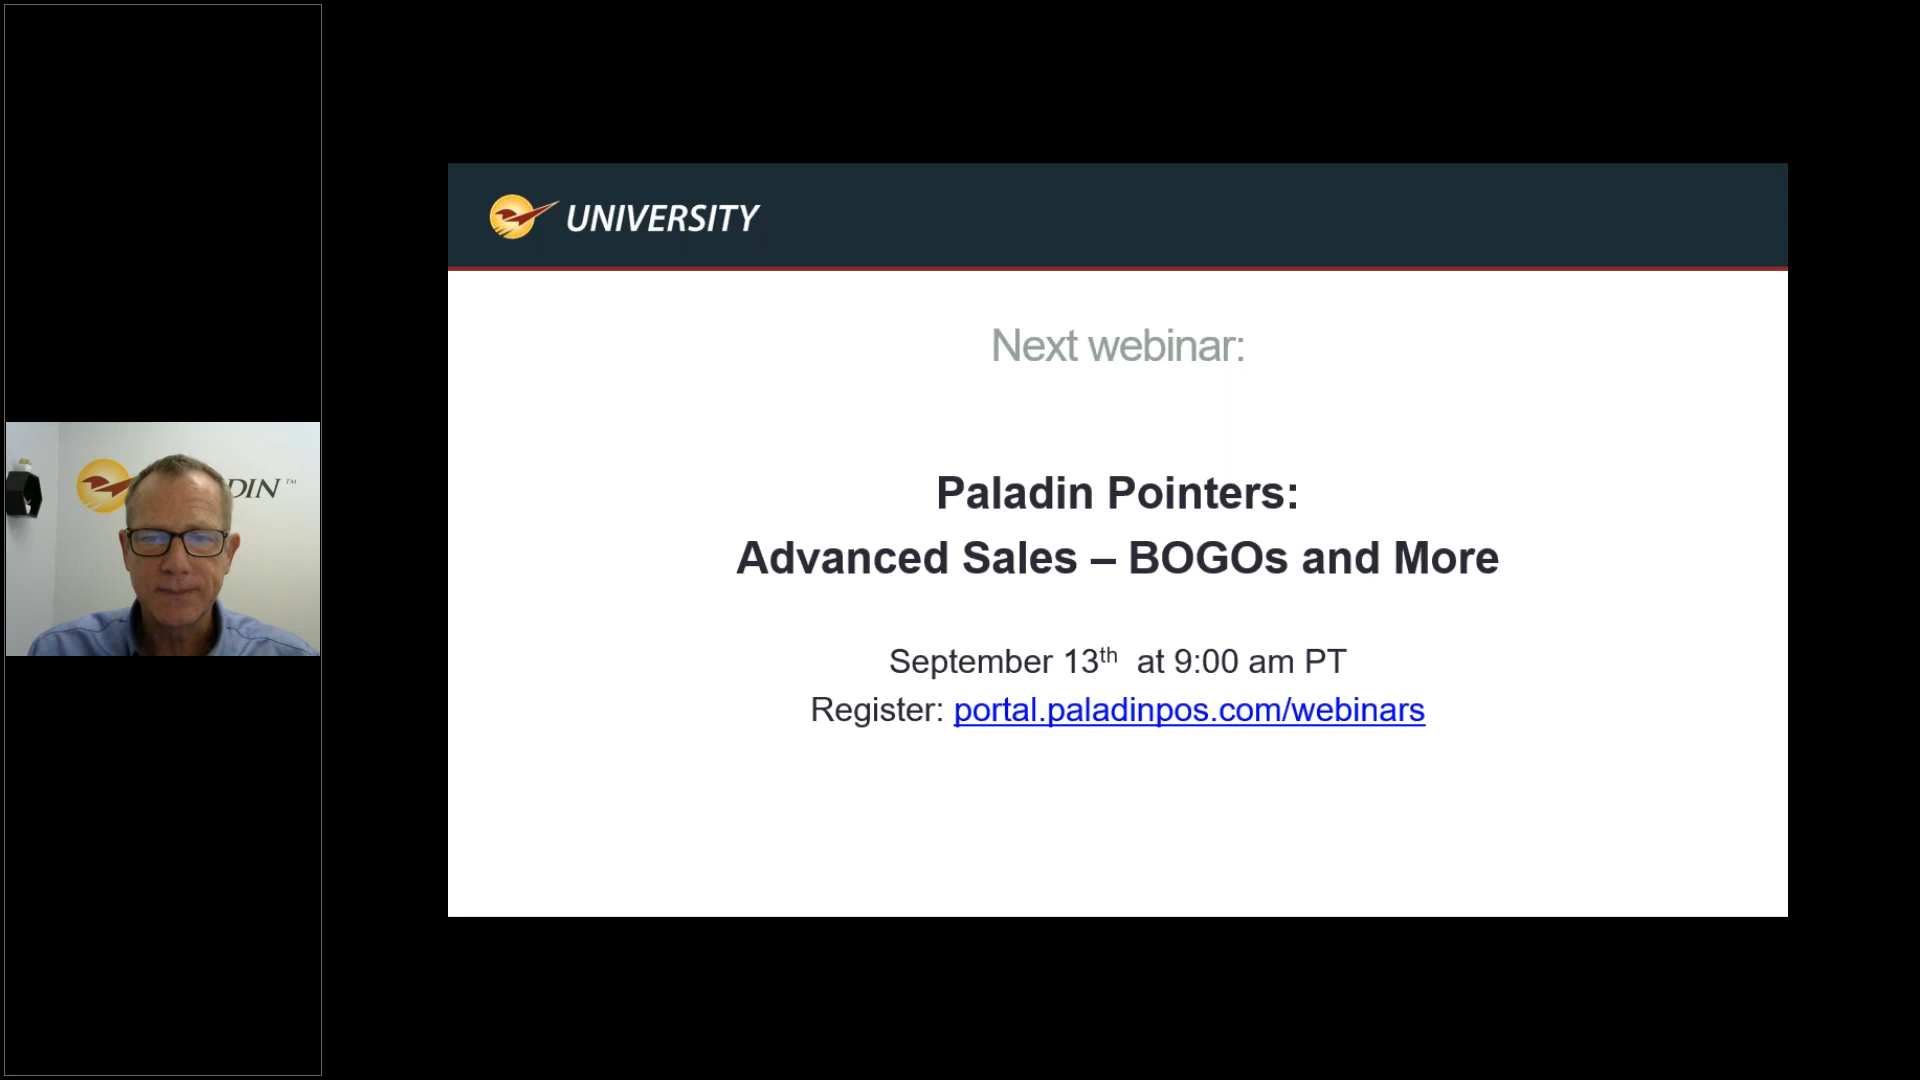 UNIVERSITY
Next webinar:
Paladin Pointers:
Advanced Sales – BOGOs and More
September 13th at 9:00 am PT
Register: portal.paladinpos.com/webinars
DIN™